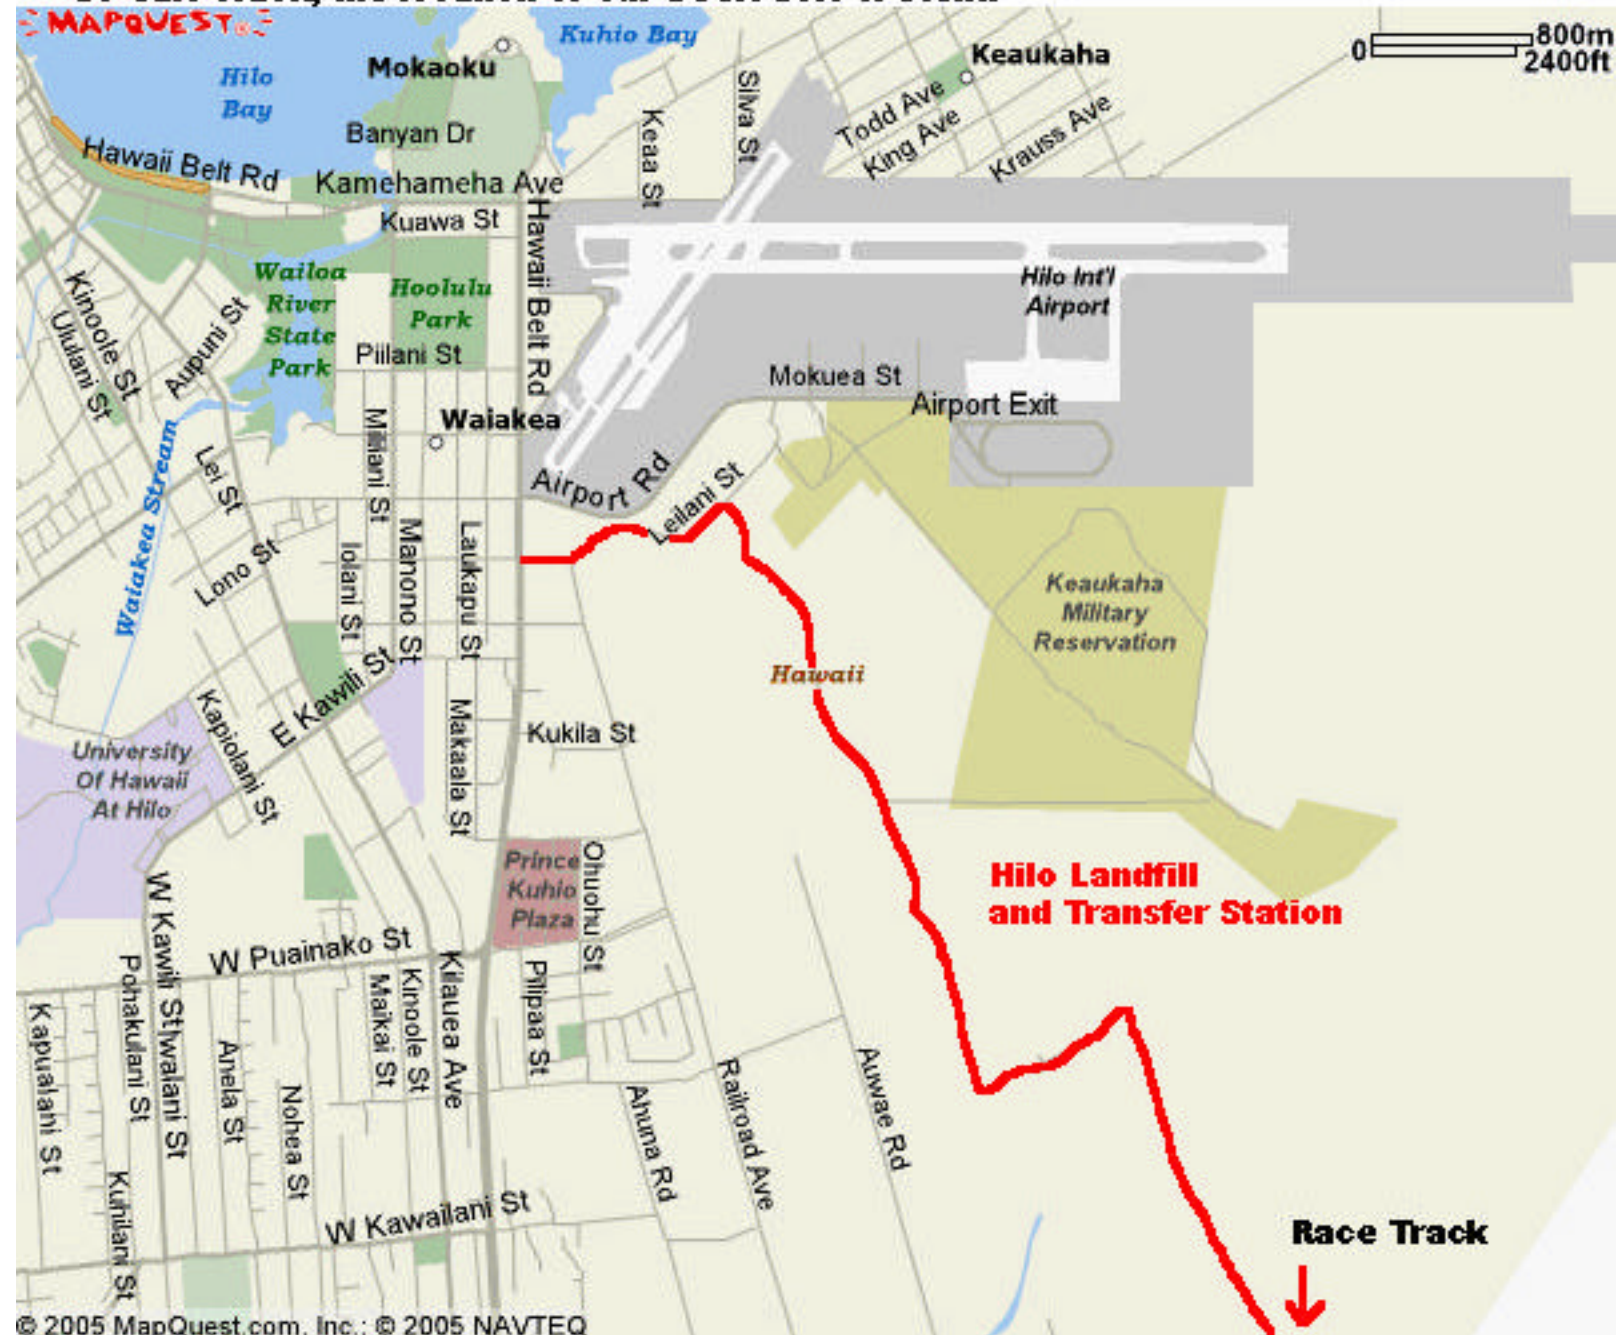 MAPQUEST®
Kuhio Bay
Keaukaha
800m
0
2400ft
Mokaoku
Hilo
Bay
Silva St
Todd Ave
King Ave
Krauss Ave
Keaa St
Banyan Dr
Hawaii Belt Rd
Kamehameha Ave
Kuawa St
Hawaii Belt Rd
Wailoa
River
State
Park
Hoolulu
Park
Hilo Int'l
Airport
Kinoole St
Ululani St
Aupuni St
Piilani St
Mokuea St
Airport Exit
Waiakea
Mililani St
Waiakea Stream
Lei St
Airport Rd
Leilani St
Lono St
Iolani St
Manono St
Laukapu St
Keaukaha
Military
Reservation
Hawaii
E Kawili St
Kapiolani St
Makaala St
Kukila St
University
Of Hawaii
At Hilo
Prince
Kuhio
Plaza
Ohuohu St
Hilo Landfill
and Transfer Station
W Kawili St
W Puainako St
Kapualani St
Pohakulani St
Iwalani St
Anela St
Nohea St
Maikai St
Kinoole St
Kilauea Ave
Pilipaa St
Ahuna Rd
Railroad Ave
Auwae Rd
Kuhilani St
W Kawailani St
Race Track
© 2005 MapQuest.com, Inc.; © 2005 NAVTEQ